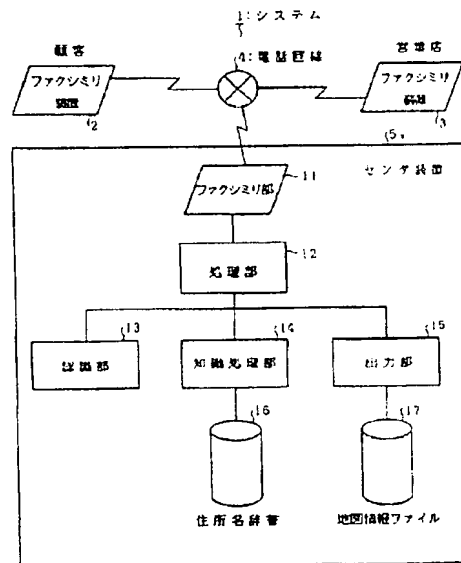 1:システム
顧客
4:電話回線
営業店
ファクシミリ
装置
2
ファクシミリ
装置
3
5
センタ装置
ファクシミリ部
11
処理部
12
認識部
13
知識処理部
14
出力部
15
16
17
住所名辞書
地図情報ファイル